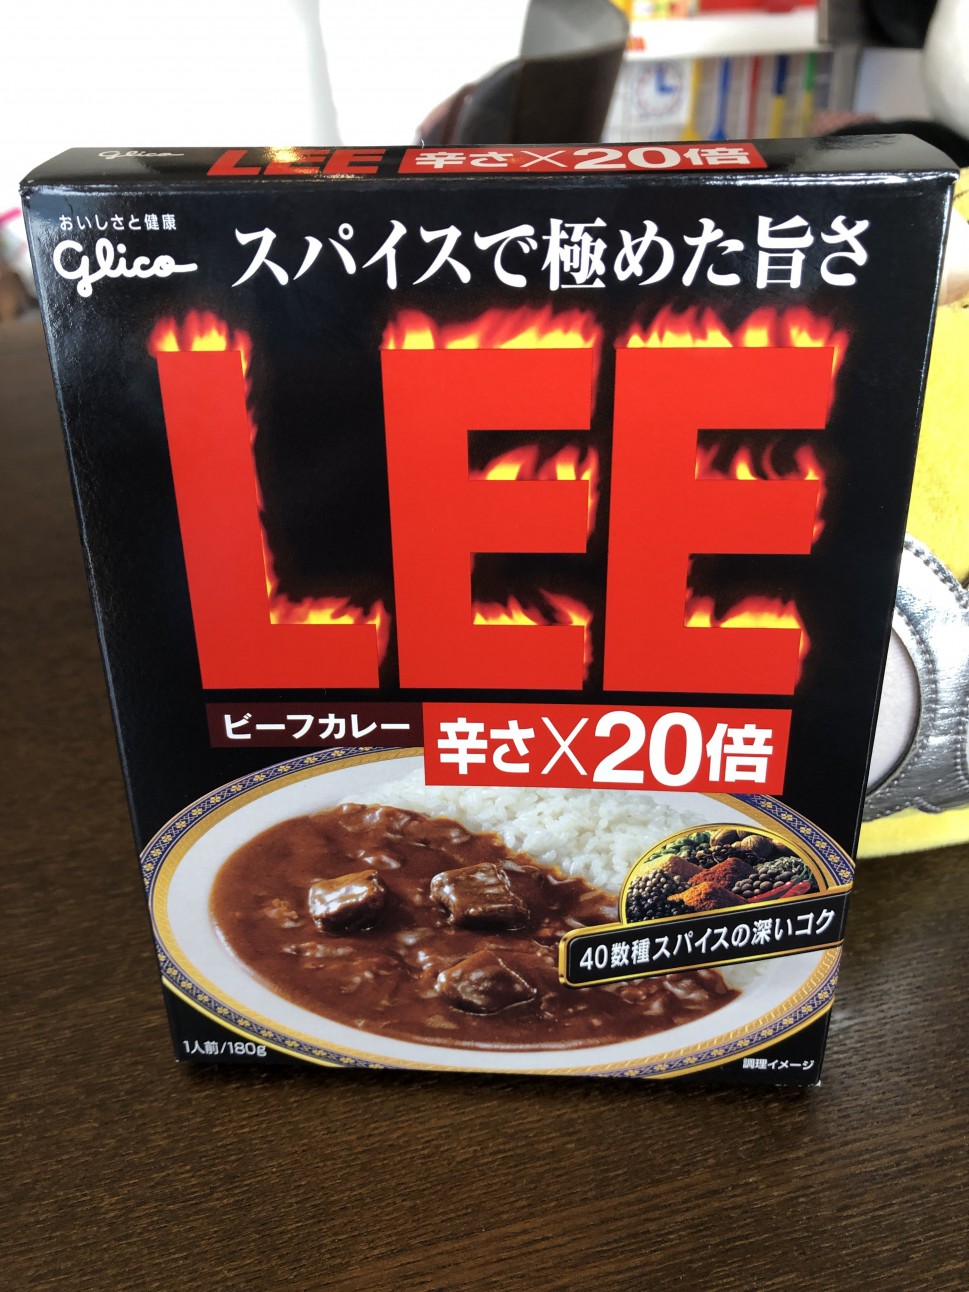 glico LEE 辛さ×20倍
おいしさと健康
glico
スパイスで極めた旨さ
LEE
ビーフカレー
辛さ×20倍
40数種スパイスの深いコク
1人前/180g
調理イメージ